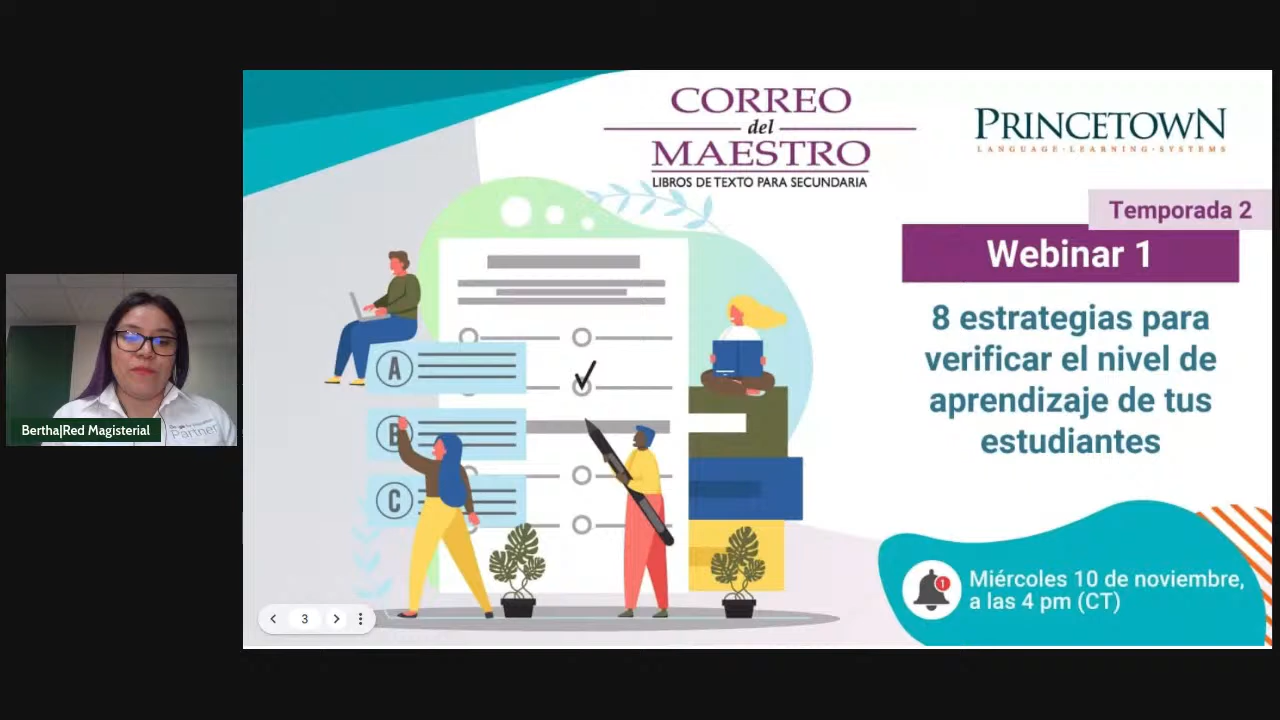 CORREO
del
MAESTRO
LIBROS DE TEXTO PARA SECUNDARIA
PRINCETOWN
LANGUAGE·LEARNING·SYSTEMS
Temporada 2
Webinar 1
8 estrategias para
verificar el nivel de
aprendizaje de tus
estudiantes
A
B
C
Bertha|Red Magisterial
Partner
1
Miércoles 10 de noviembre,
a las 4 pm (CT)
3